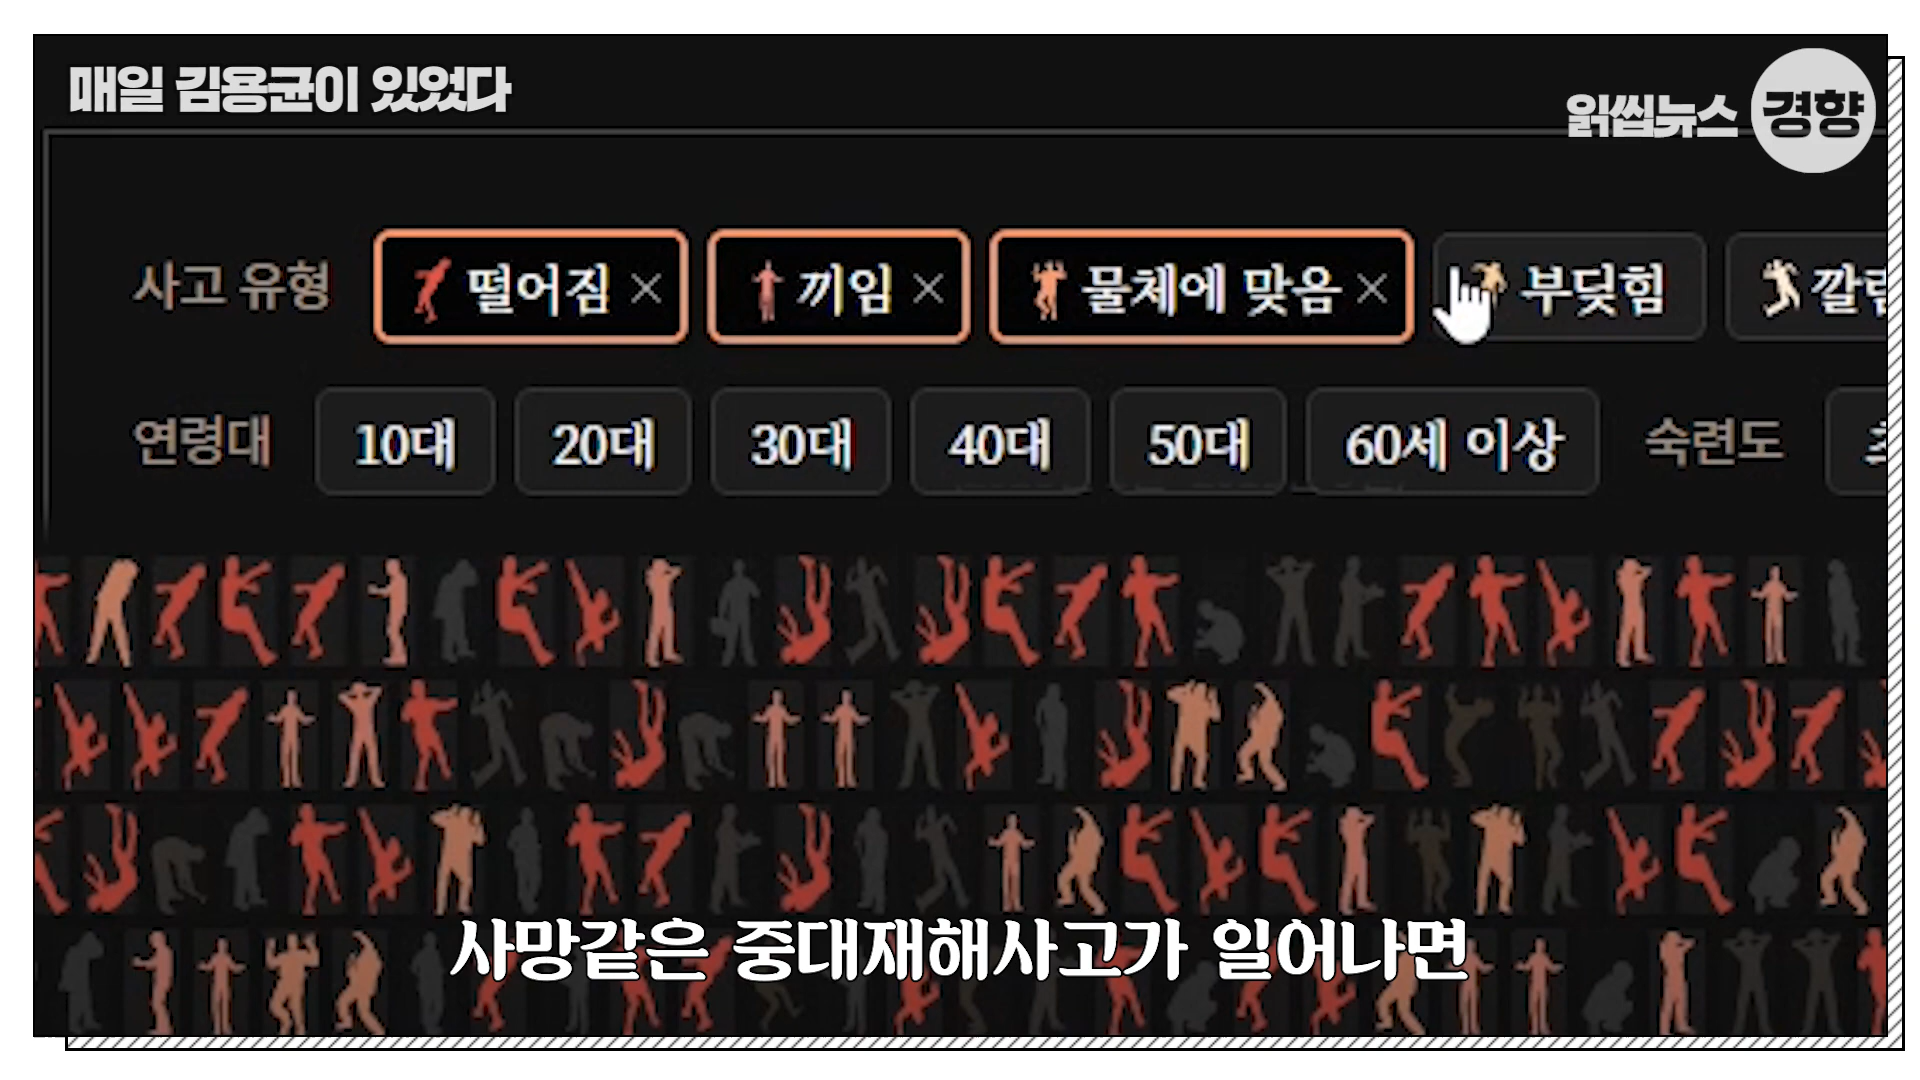 매일 김용균이 있었다
읽씹뉴스 경향
사고 유형 떨어짐 × 끼임 × 물체에 맞음 × 부딪힘
연령대 10대 20대 30대 40대 50대 60세 이상 숙련도
사망같은 중대재해사고가 일어나면